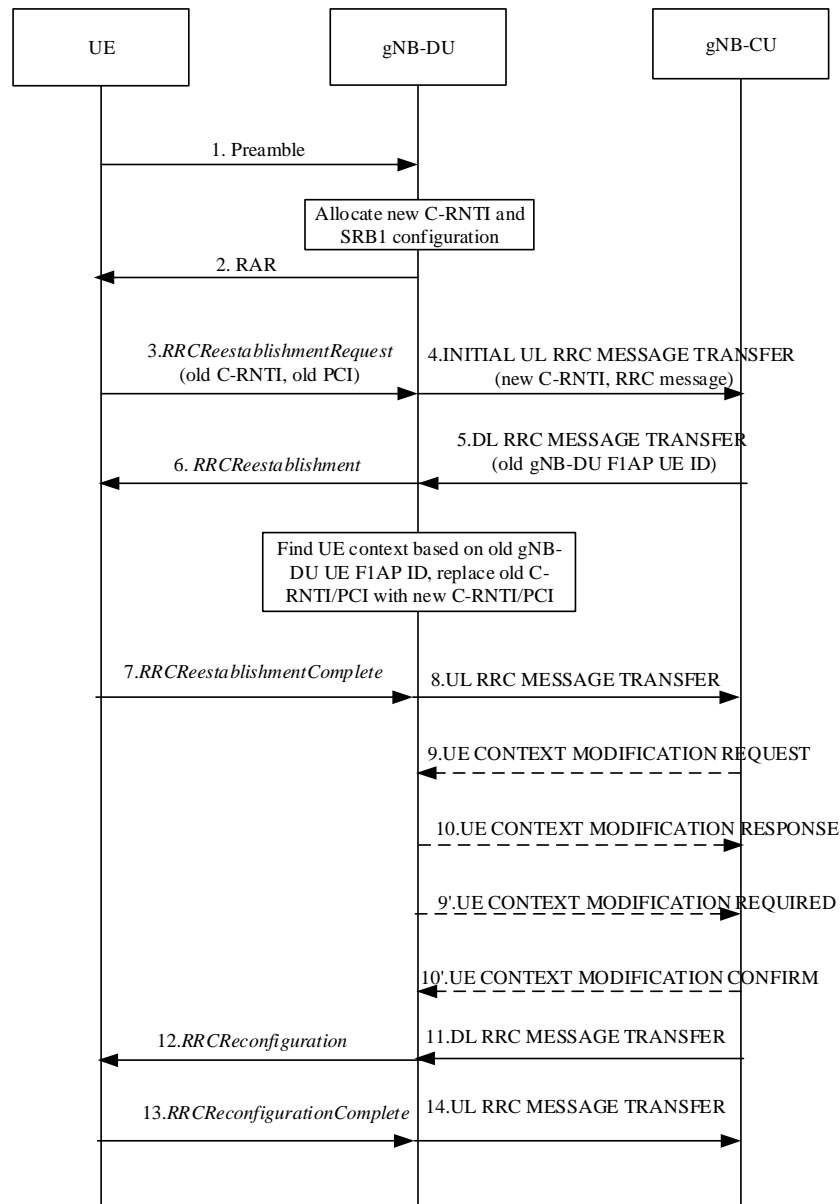 UE
gNB-DU
gNB-CU
1. Preamble
Allocate new C-RNTI and
SRB1 configuration
2. RAR
3.RRCReestablishmentRequest
(old C-RNTI, old PCI)
4.INITIAL UL RRC MESSAGE TRANSFER
(new C-RNTI, RRC message)
5.DL RRC MESSAGE TRANSFER
(old gNB-DU F1AP UE ID)
6. RRCReestablishment
Find UE context based on old gNB-
DU UE F1AP ID, replace old C-
RNTI/PCI with new C-RNTI/PCI
7.RRCReestablishmentComplete
8.UL RRC MESSAGE TRANSFER
9.UE CONTEXT MODIFICATION REQUEST
10.UE CONTEXT MODIFICATION RESPONSE
9'.UE CONTEXT MODIFICATION REQUIRED
10'.UE CONTEXT MODIFICATION CONFIRM
12.RRCReconfiguration
11.DL RRC MESSAGE TRANSFER
13.RRCReconfigurationComplete
14.UL RRC MESSAGE TRANSFER